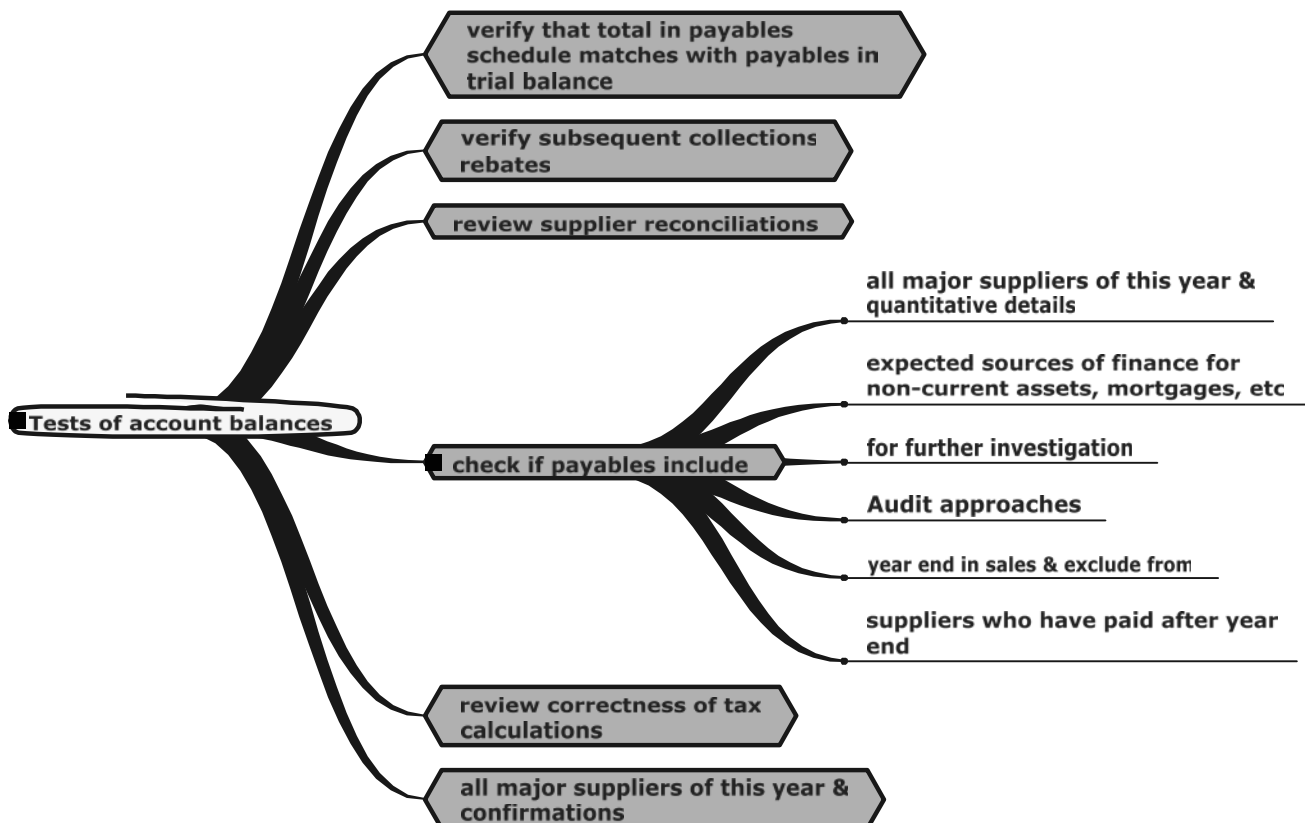 verify that total in payables
schedule matches with payables in
trial balance
verify subsequent collections
rebates
review supplier reconciliations
all major suppliers of this year &
quantitative details
expected sources of finance for
non-current assets, mortgages, etc
Tests of account balances
check if payables include
for further investigation
Audit approaches
year end in sales & exclude from
suppliers who have paid after year
end
review correctness of tax
calculations
all major suppliers of this year &
confirmations